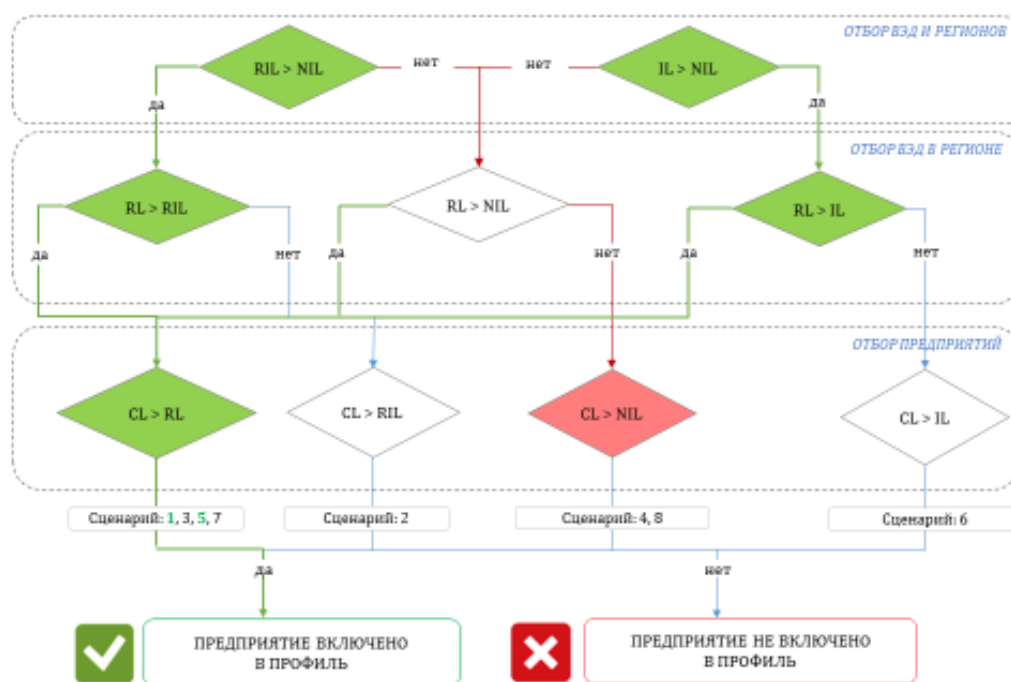 ОТБОР ВЭД И РЕГИОНОВ
RIL > NIL
нет
нет
IL > NIL
да
да
ОТБОР ВЭД В РЕГИОНЕ
RL > RIL
RL > NIL
RL > IL
да
нет
да
нет
да
нет
ОТБОР ПРЕДПРИЯТИЙ
CL > RL
CL > RIL
CL > NIL
CL > IL
Сценарий: 1, 3, 5, 7
Сценарий: 2
Сценарий: 4, 8
Сценарий: 6
да
нет
ПРЕДПРИЯТИЕ ВКЛЮЧЕНО
В ПРОФИЛЬ
ПРЕДПРИЯТИЕ НЕ ВКЛЮЧЕНО
В ПРОФИЛЬ